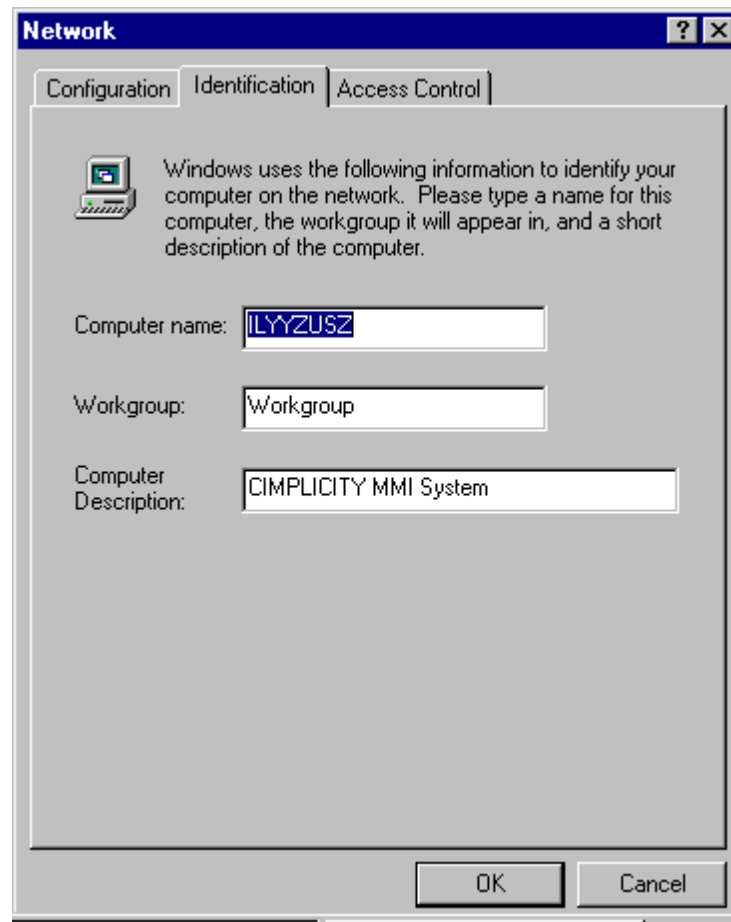 Network
Configuration Identification Access Control
Windows uses the following information to identify your
computer on the network. Please type a name for this
computer, the workgroup it will appear in, and a short
description of the computer.
Computer name: ILYYZUSZ
Workgroup: Workgroup
Computer
Description: CIMPLICITY MMI System
OK Cancel